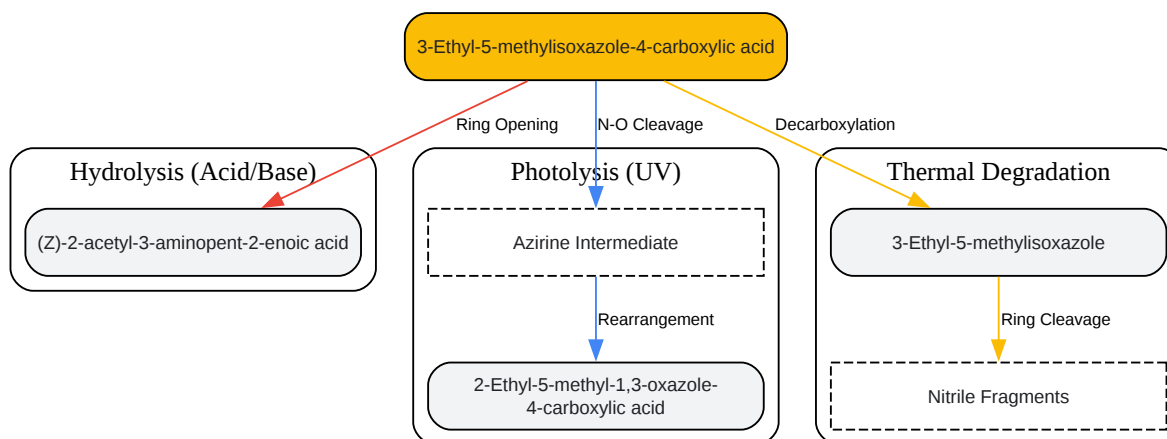 3-Ethyl-5-methylisoxazole-4-carboxylic acid
Ring Opening
N-O Cleavage
Decarboxylation
Hydrolysis (Acid/Base)
Photolysis (UV)
Thermal Degradation
(Z)-2-acetyl-3-aminopent-2-enoic acid
Azirine Intermediate
3-Ethyl-5-methylisoxazole
Rearrangement
Ring Cleavage
2-Ethyl-5-methyl-1,3-oxazole-
4-carboxylic acid
Nitrile Fragments